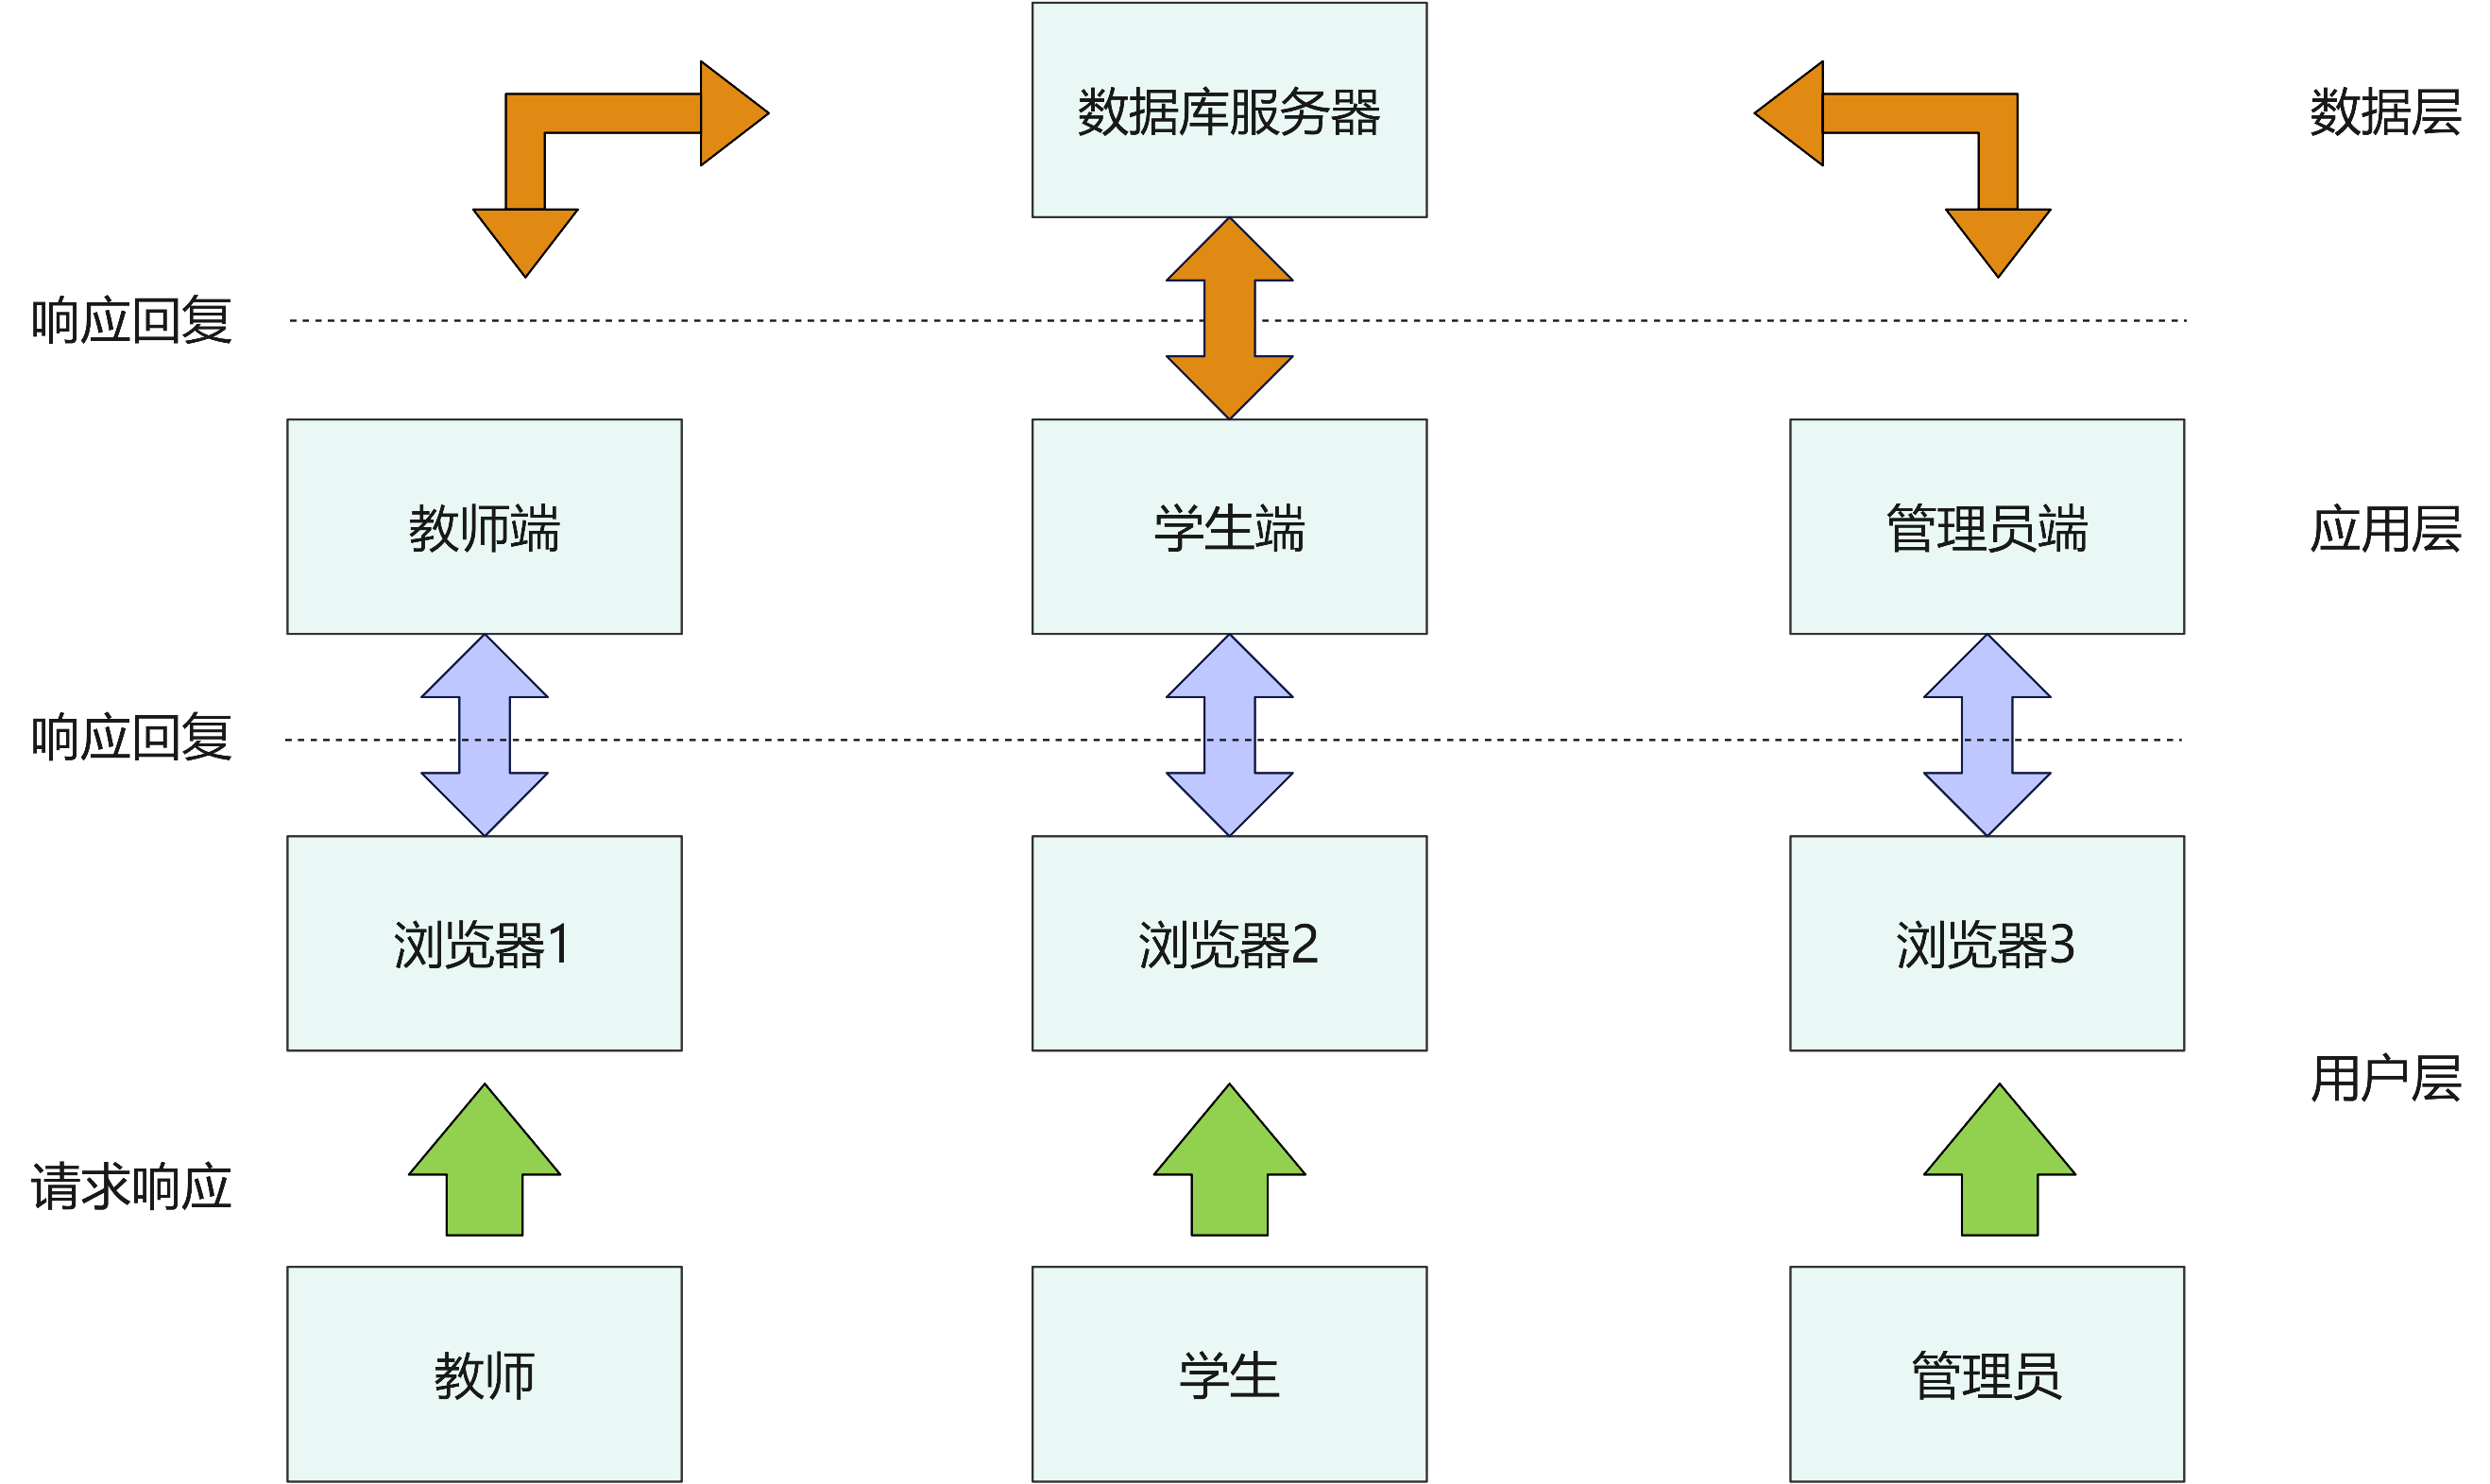 数据库服务器
数据层
响应回复
教师端
学生端
管理员端
应用层
响应回复
浏览器1
浏览器2
浏览器3
用户层
请求响应
教师
学生
管理员